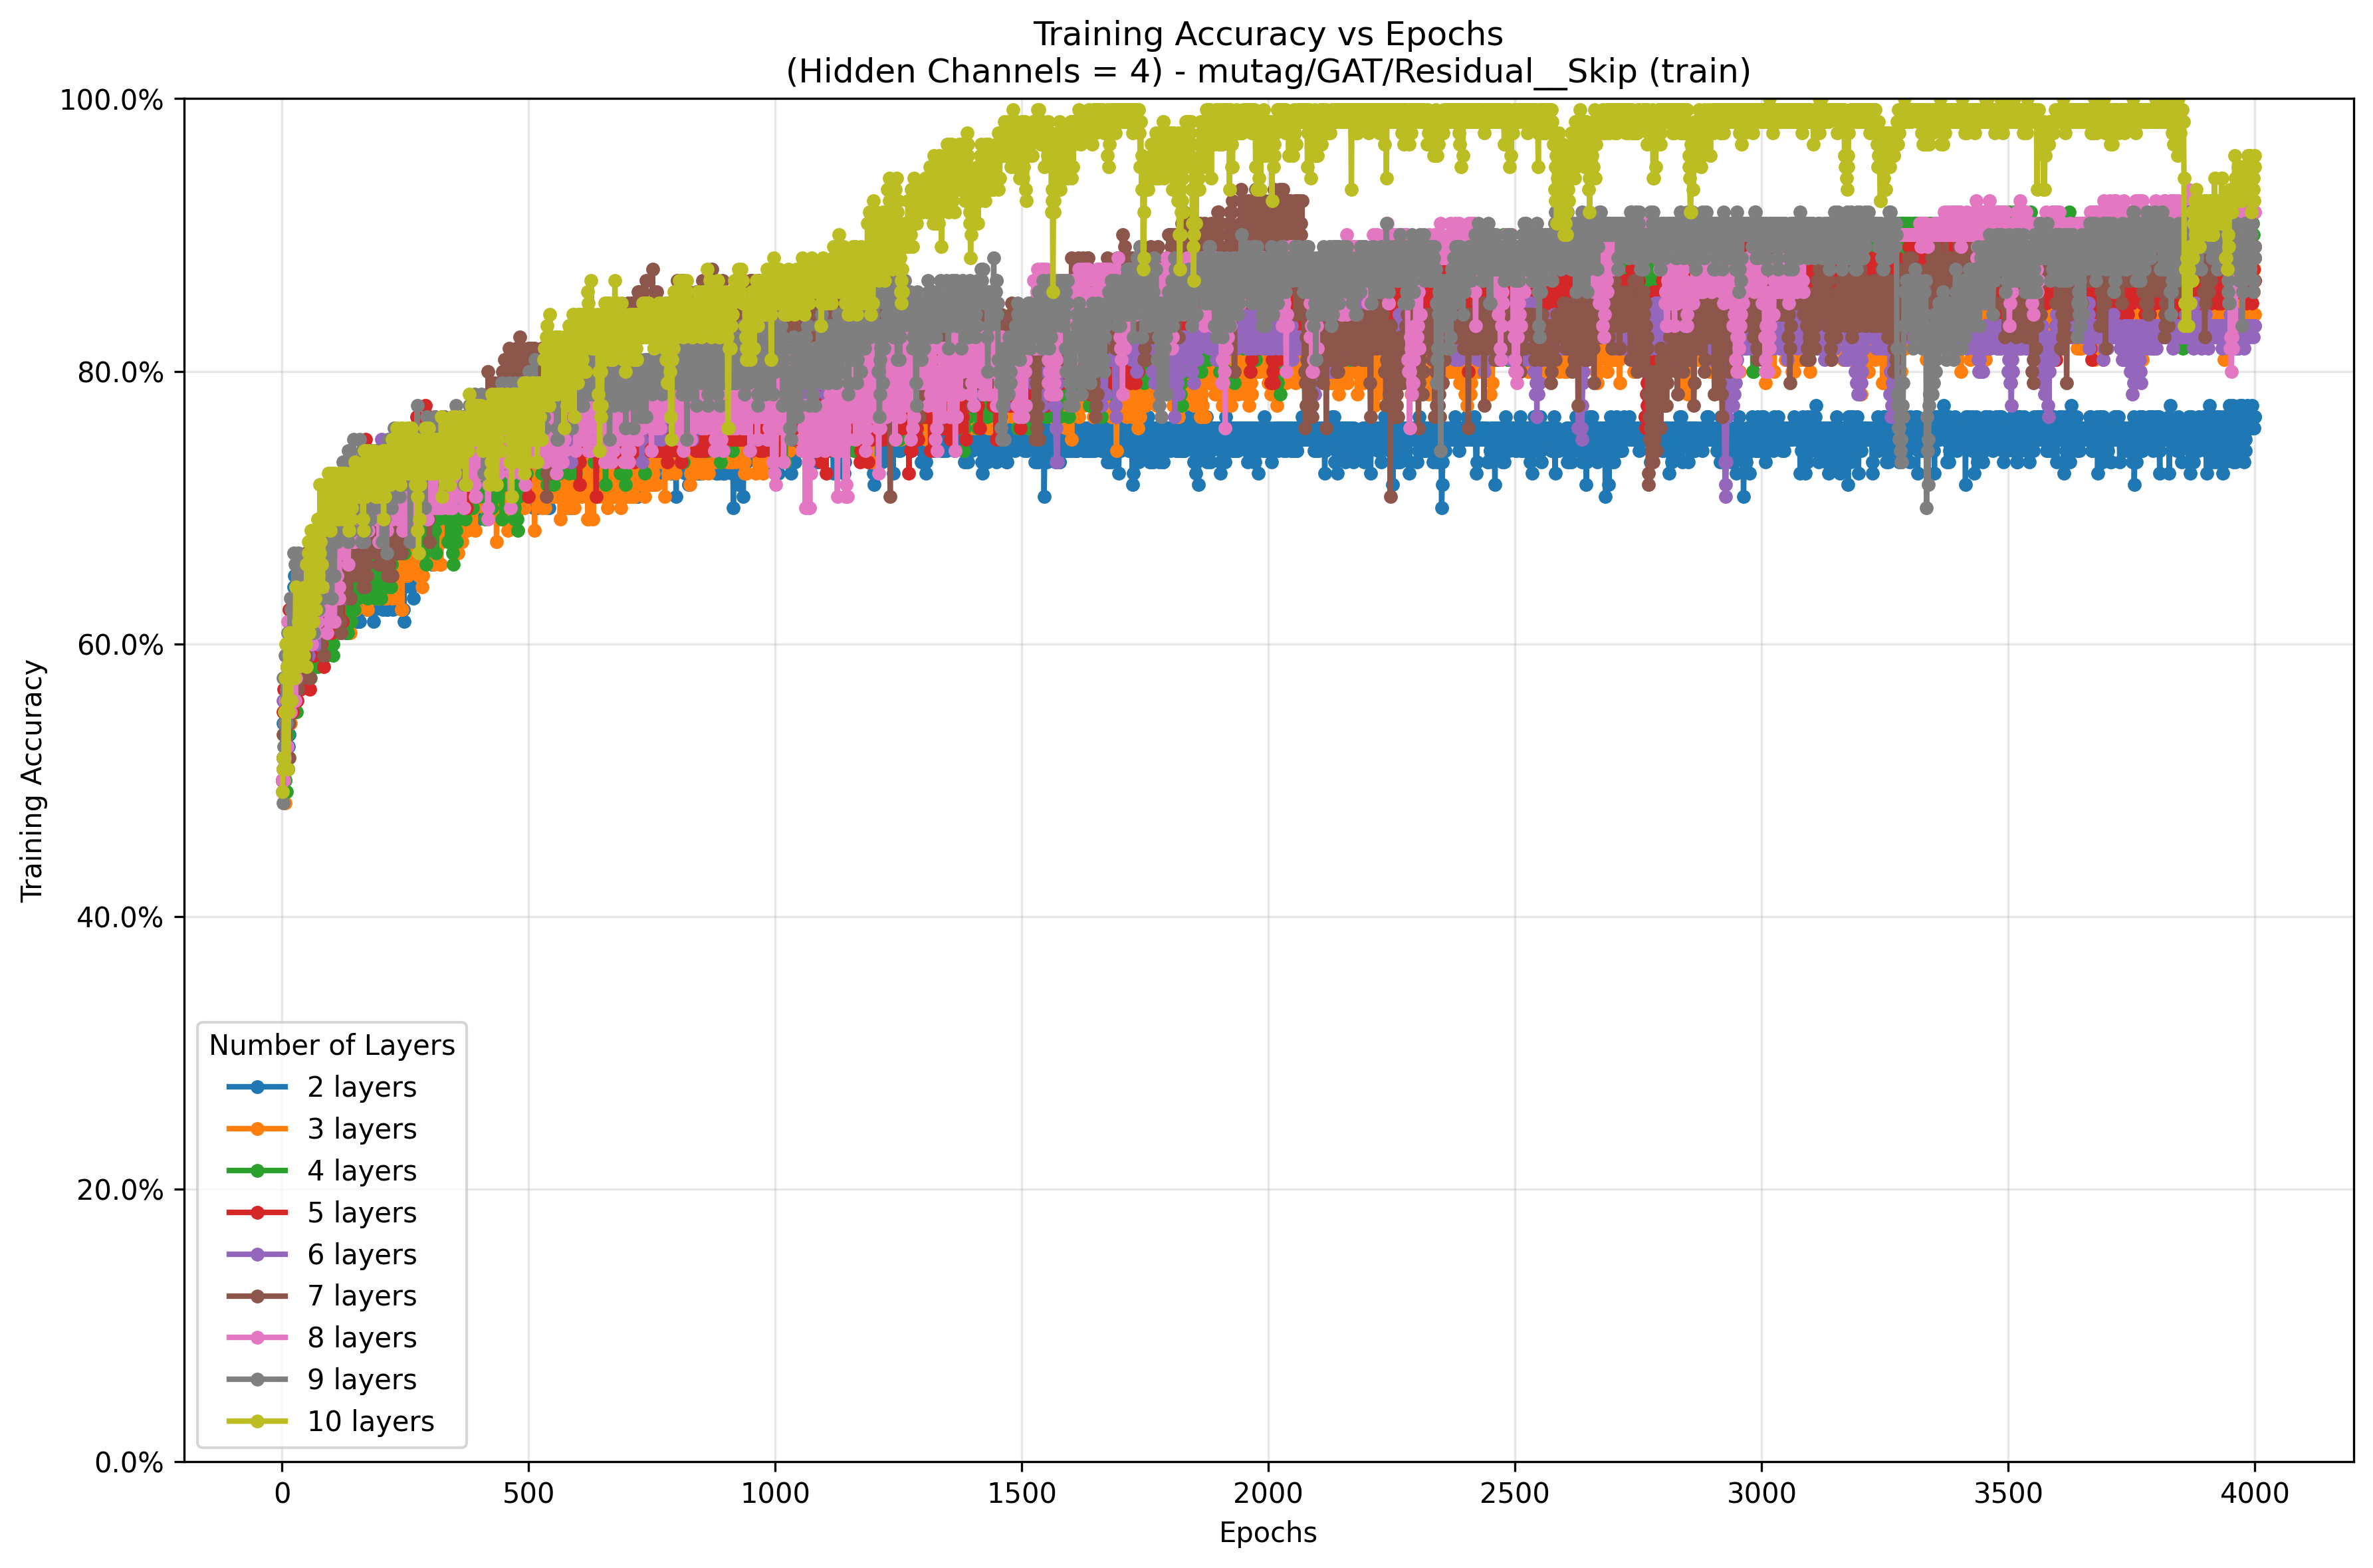 Training Accuracy vs Epochs
(Hidden Channels = 4) - mutag/GAT/Residual__Skip (train)
Training Accuracy
100.0%
80.0%
60.0%
40.0%
20.0%
0.0%
Number of Layers
2 layers
3 layers
4 layers
5 layers
6 layers
7 layers
8 layers
9 layers
10 layers
0 500 1000 1500 2000 2500 3000 3500 4000
Epochs